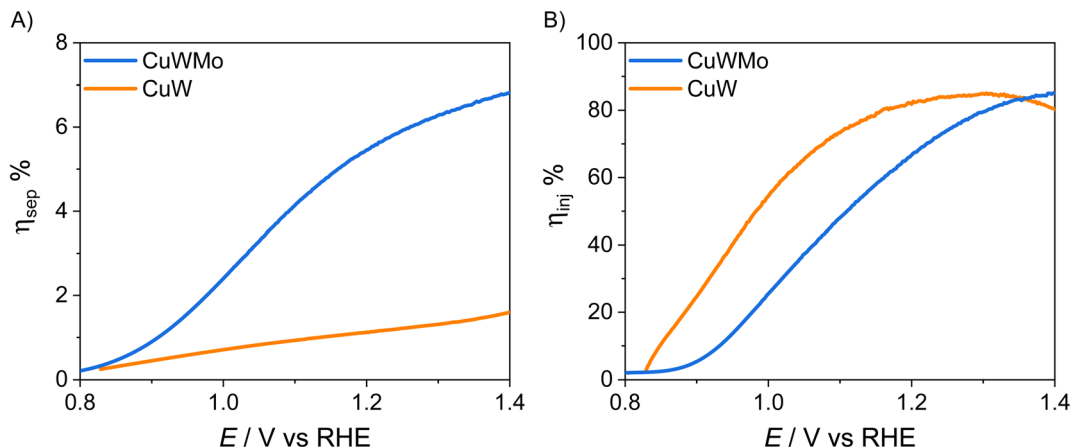 A)
8
6
4
2
0
η_sep %
CuWMo
CuW
0.8 1.0 1.2 1.4
E / V vs RHE
B)
100
80
60
40
20
0
η_inj %
CuWMo
CuW
0.8 1.0 1.2 1.4
E / V vs RHE